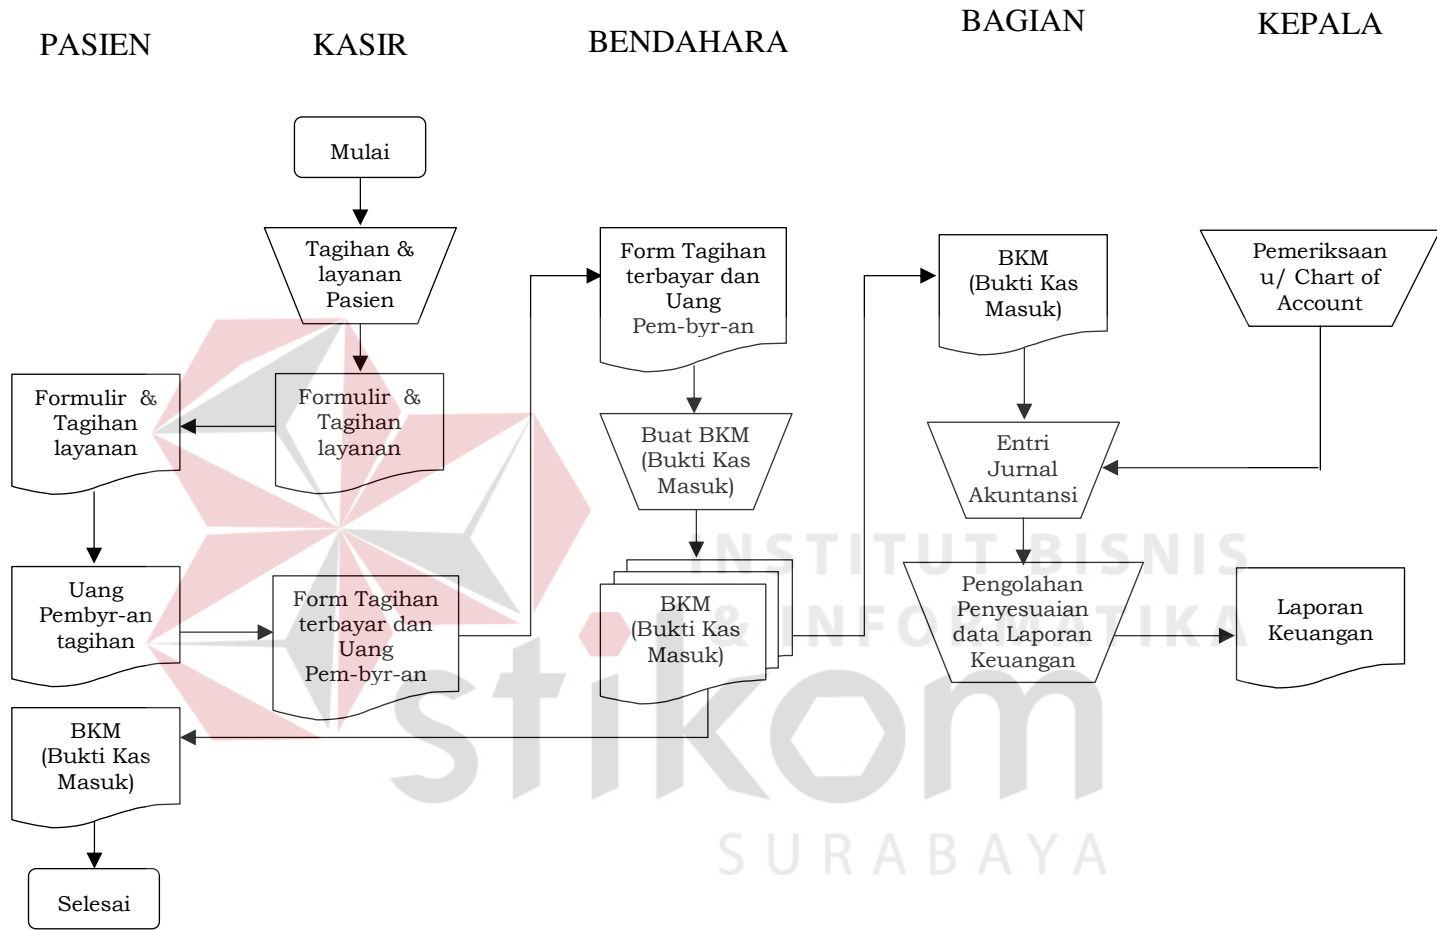 PASIEN
KASIR
BENDAHARA
BAGIAN
KEPALA
Mulai
Tagihan &
layanan
Pasien
Formulir &
Tagihan
layanan
Formulir &
Tagihan
layanan
Uang
Pembyr-an
tagihan
Form Tagihan
terbayar dan
Uang
Pem-byr-an
Form Tagihan
terbayar dan
Uang
Pem-byr-an
Buat BKM
(Bukti Kas
Masuk)
BKM
(Bukti Kas
Masuk)
BKM
(Bukti Kas
Masuk)
Selesai
BKM
(Bukti Kas
Masuk)
Entri
Jurnal
Akuntansi
Pengolahan
Penyesuaian
data Laporan
Keuangan
Pemeriksaan
u/ Chart of
Account
Laporan
Keuangan
INSTITUT BISNIS
& INFORMATIKA
stikom
SURABAYA